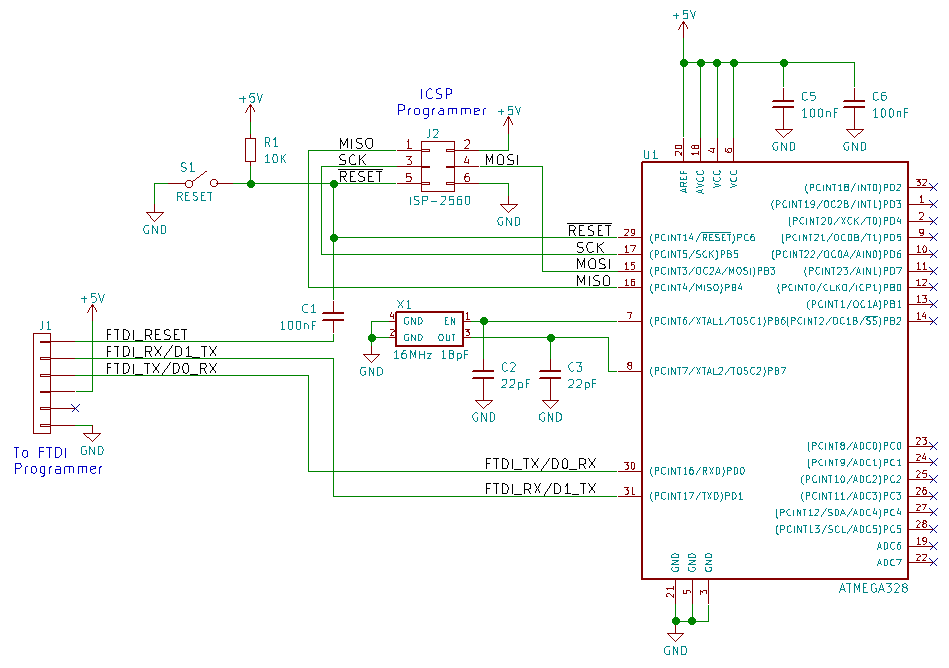 +5V
ICSP
Programmer
+5V
+5V
C5
100nF
C6
100nF
GND
GND
R1
10K
J2
MISO 1 2
SCK 3 4 MOSI
RESET 5 6
ISP-2560
GND
S1
RESET
GND
U1
20 18 4 6
AREF AVCC VCC VCC
RESET 29 (PCINT14/RESET)PC6
SCK 17 (PCINT5/SCK)PB5
MOSI 15 (PCINT3/OC2A/MOSI)PB3
MISO 16 (PCINT4/MISO)PB4
7 (PCINT6/XTAL1/TOSC1)PB6
8 (PCINT7/XTAL2/TOSC2)PB7
(PCINT18/INT0)PD2 32
(PCINT19/OC2B/INT1)PD3 1
(PCINT20/XCK/T0)PD4 2
(PCINT21/OC0B/T1)PD5 9
(PCINT22/OC0A/AIN0)PD6 10
(PCINT23/AIN1)PD7 11
(PCINT0/CLKO/ICP1)PB0 12
(PCINT1/OC1A)PB1 13
(PCINT2/OC1B/SS)PB2 14
C1
100nF
X1
4 GND EN 1
2 GND OUT 3
16MHz 18pF
GND
C2
22pF
GND
C3
22pF
GND
+5V
J1
FTDI_RESET
FTDI_RX/D1_TX
FTDI_TX/D0_RX
GND
To FTDI
Programmer
FTDI_TX/D0_RX 30 (PCINT16/RXD)PD0
FTDI_RX/D1_TX 31 (PCINT17/TXD)PD1
(PCINT8/ADC0)PC0 23
(PCINT9/ADC1)PC1 24
(PCINT10/ADC2)PC2 25
(PCINT11/ADC3)PC3 26
(PCINT12/SDA/ADC4)PC4 27
(PCINT13/SCL/ADC5)PC5 28
ADC6 19
ADC7 22
GND GND GND
21 5 3
ATMEGA328
GND